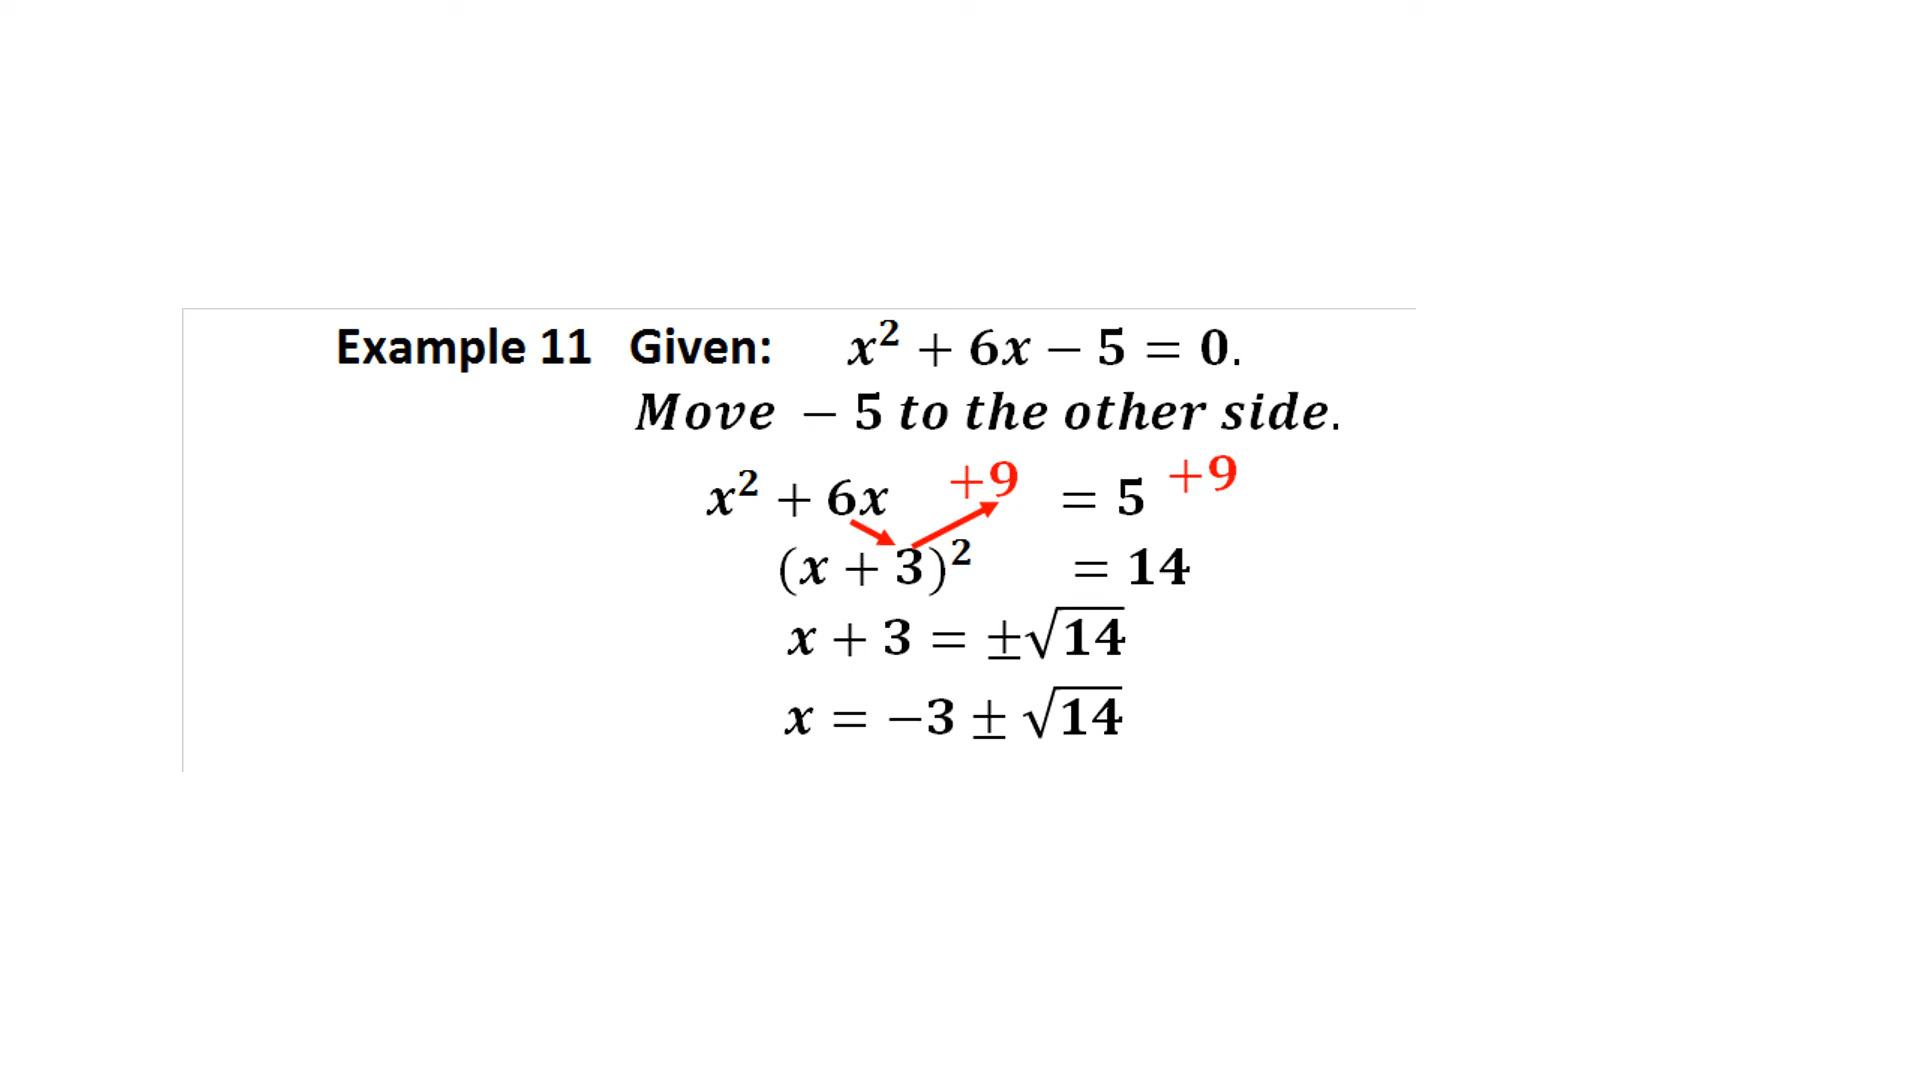 Example 11 Given: x² + 6x − 5 = 0.
Move − 5 to the other side.
x² + 6x +9 = 5 +9
(x + 3)² = 14
x + 3 = ±√14
x = −3 ± √14